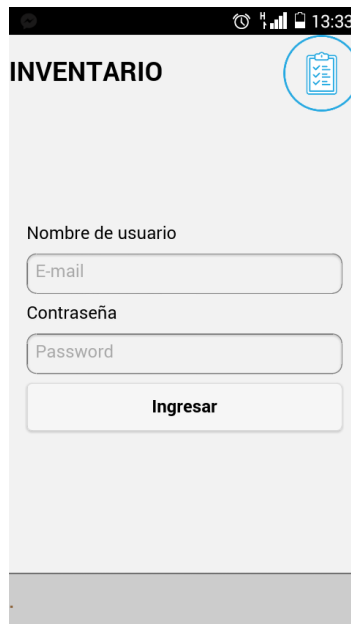 H 13:33
INVENTARIO
Nombre de usuario
E-mail
Contraseña
Password
Ingresar
.